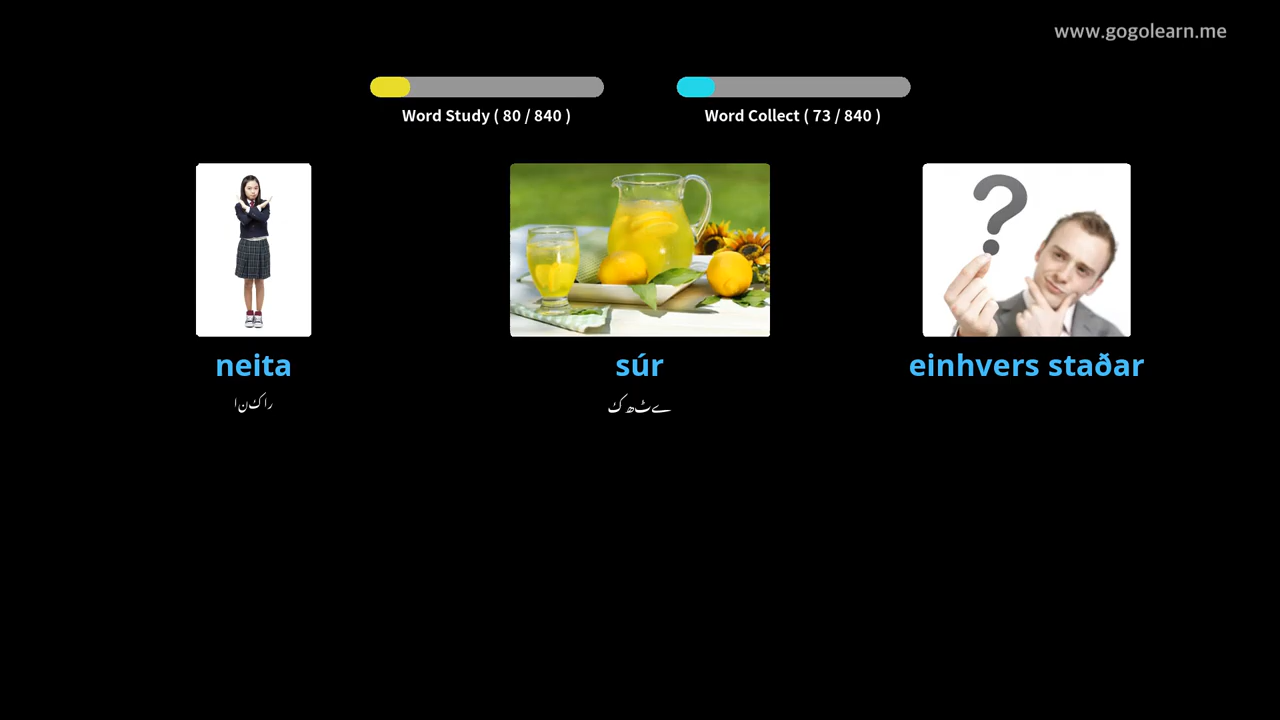 www.gogolearn.me
Word Study ( 80 / 840 )
Word Collect ( 73 / 840 )
neita
انکار
súr
کھٹے
einhvers staðar